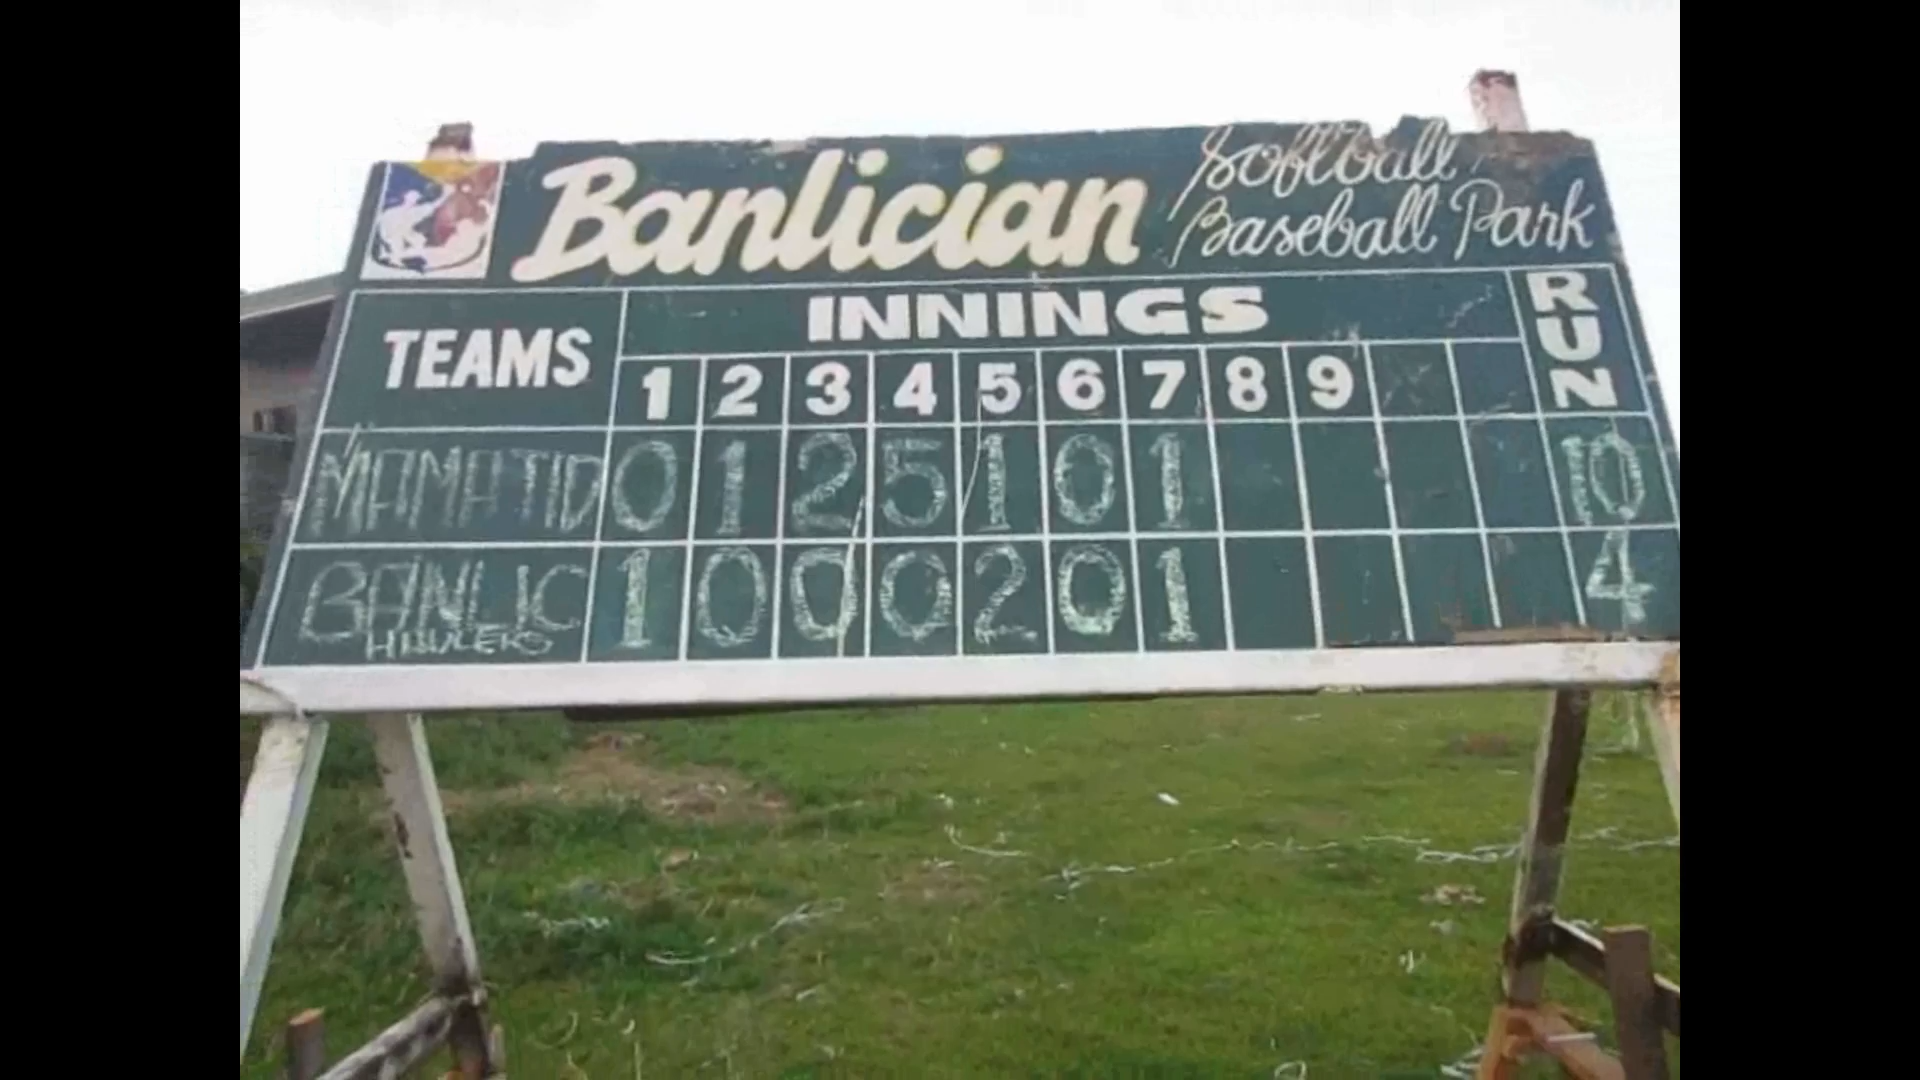 Banlician Softball
Baseball Park
TEAMS INNINGS RUN
1 2 3 4 5 6 7 8 9
MAMATID 0 1 2 5 1 0 1 10
BANLIC 1 0 0 0 2 0 1 4
HAWLERS